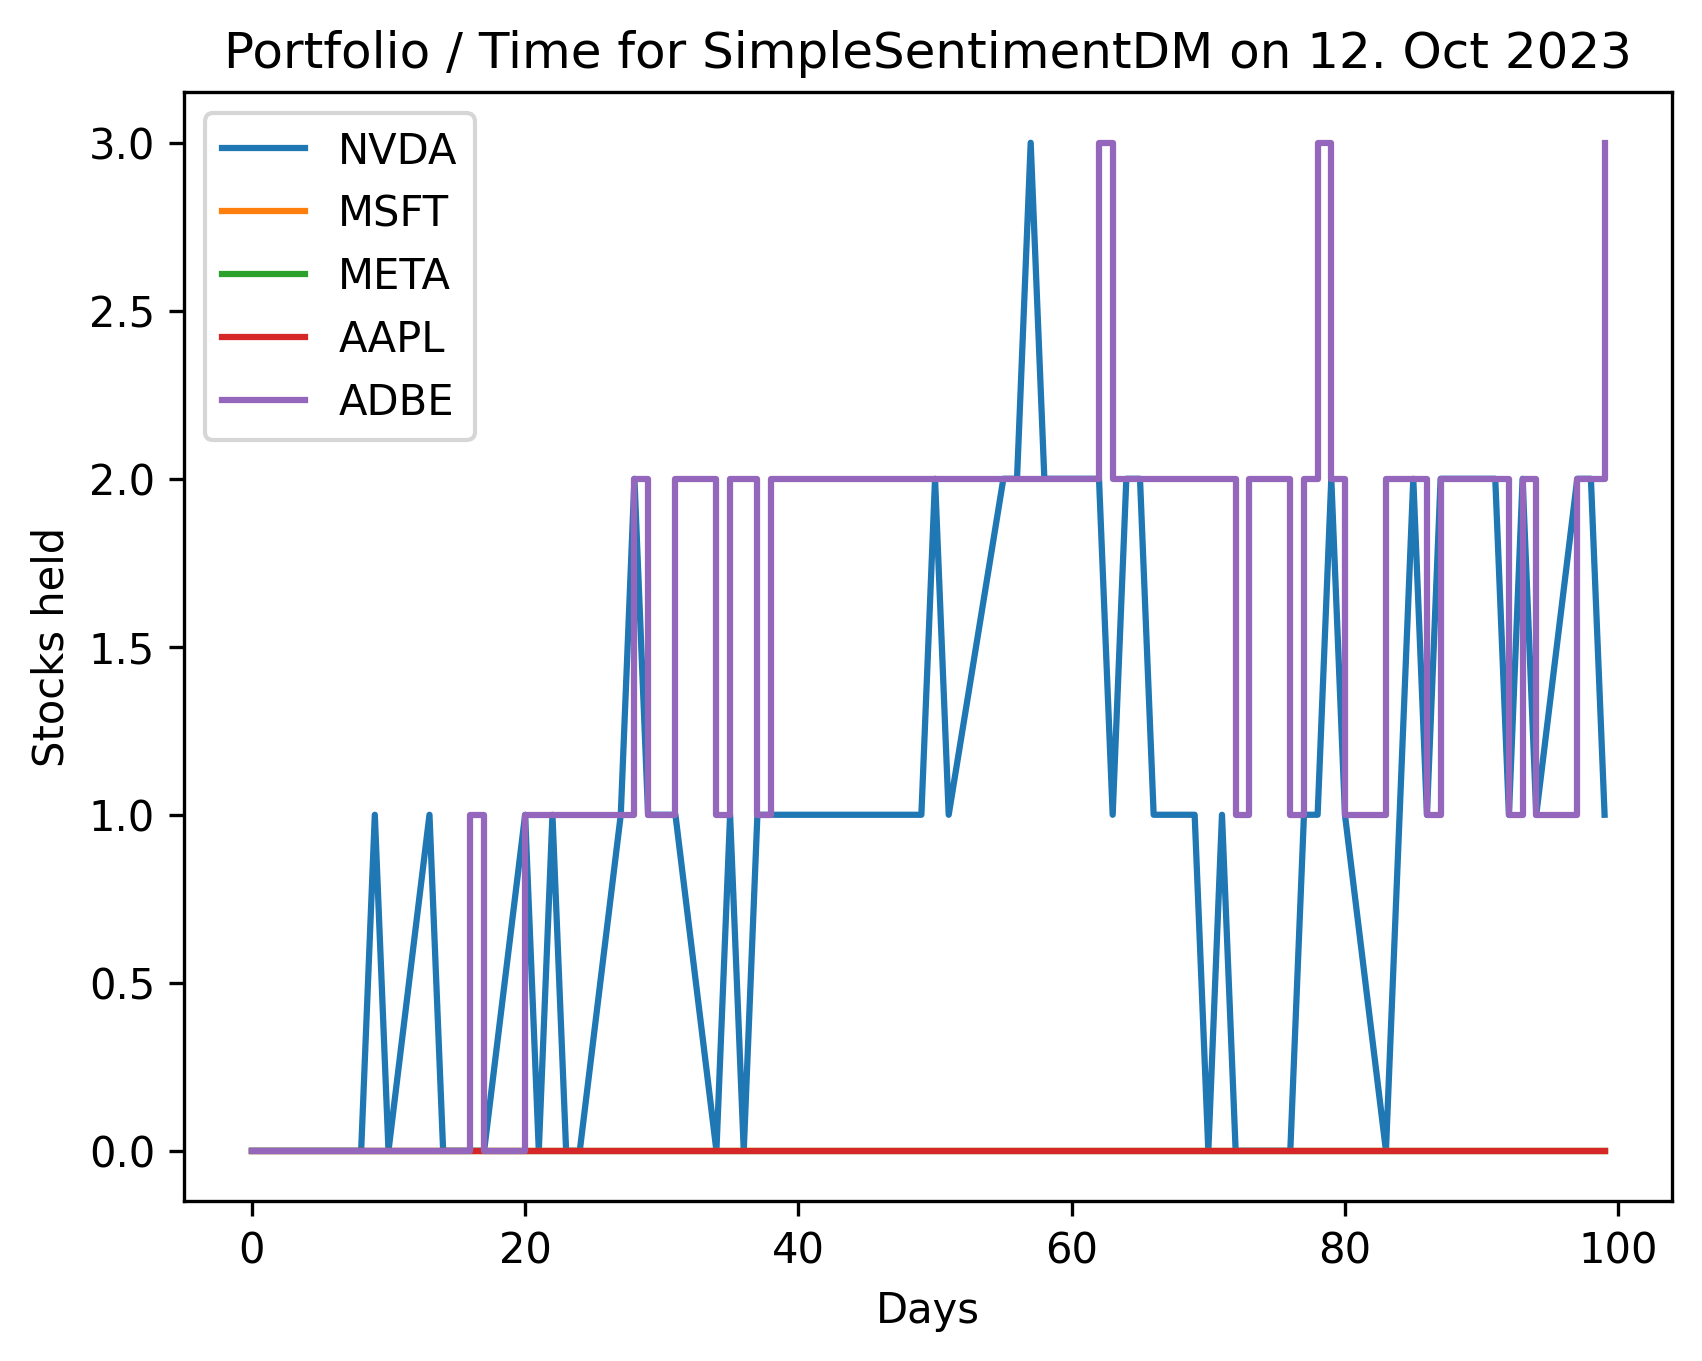 Portfolio / Time for SimpleSentimentDM on 12. Oct 2023
NVDA
MSFT
META
AAPL
ADBE
3.0
2.5
2.0
1.5
1.0
0.5
0.0
Stocks held
0 20 40 60 80 100
Days